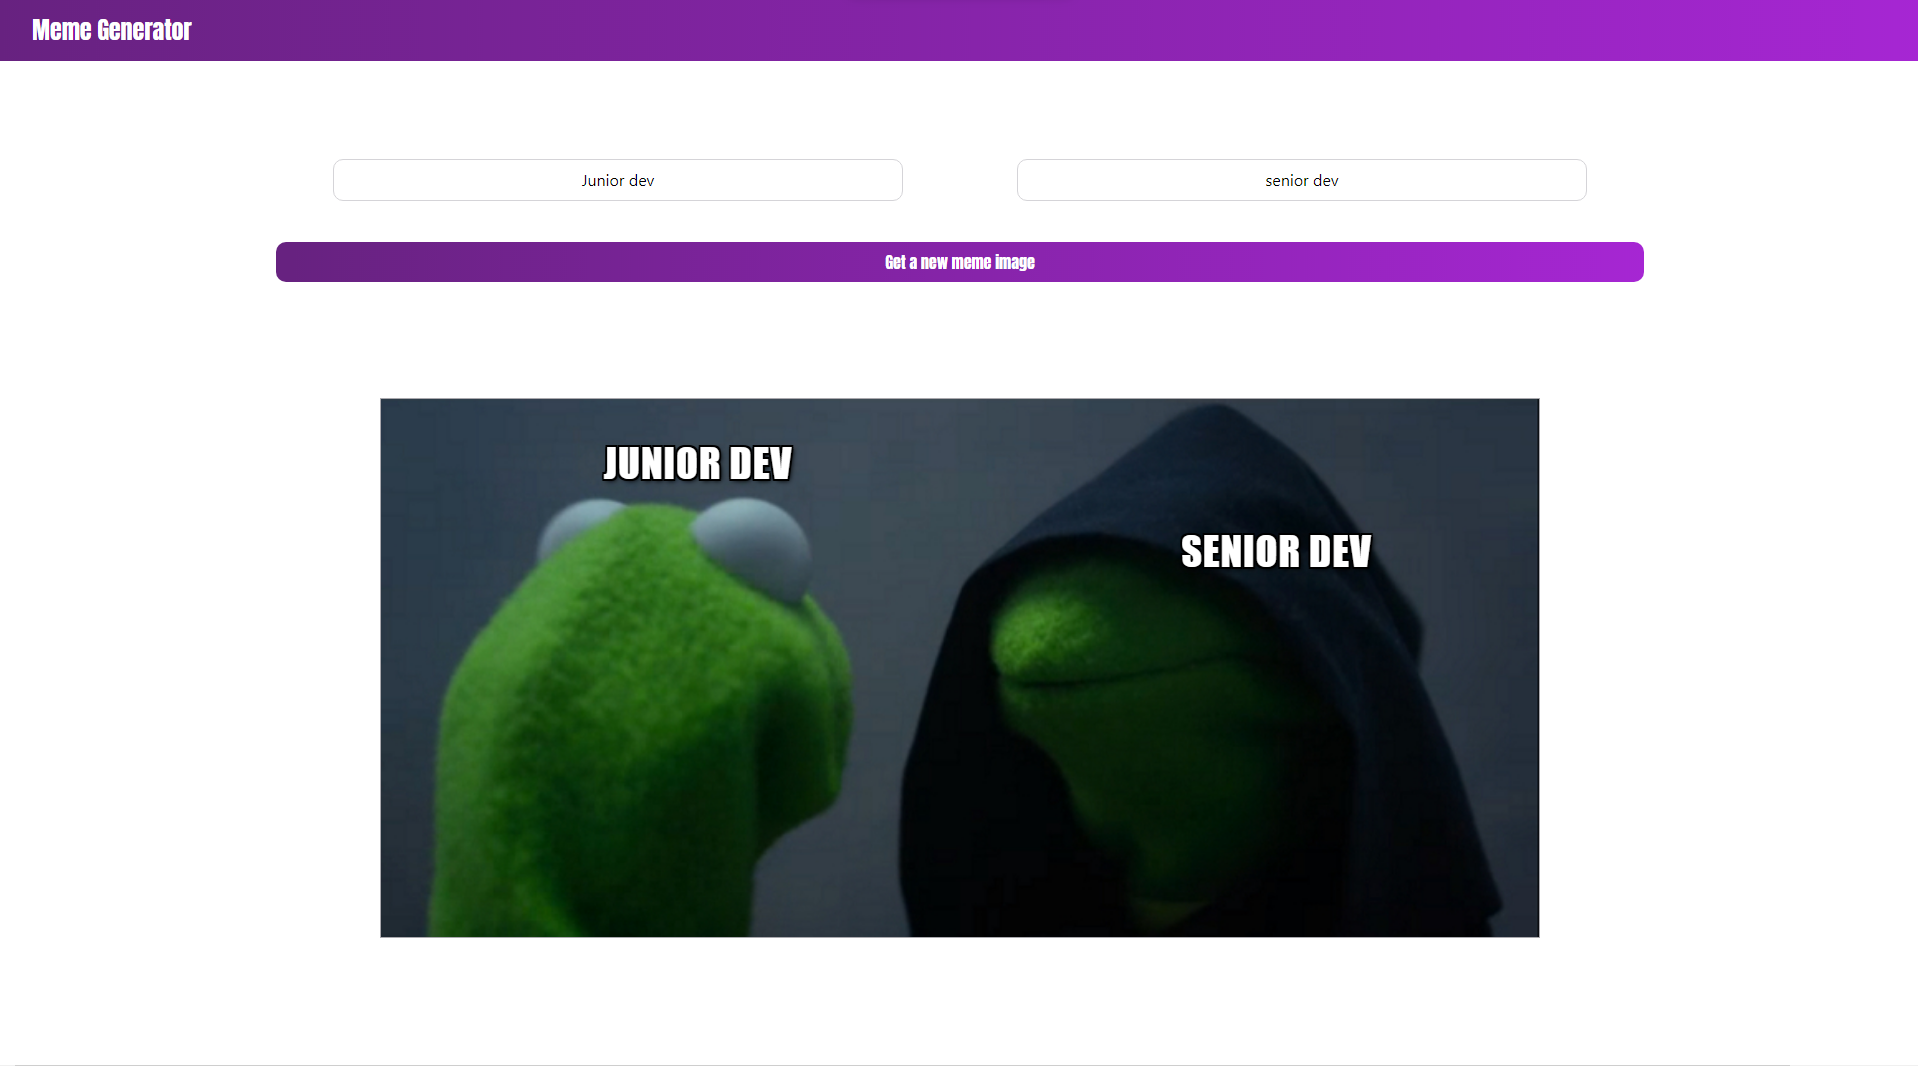 Meme Generator
Junior dev
senior dev
Get a new meme image
JUNIOR DEV
SENIOR DEV